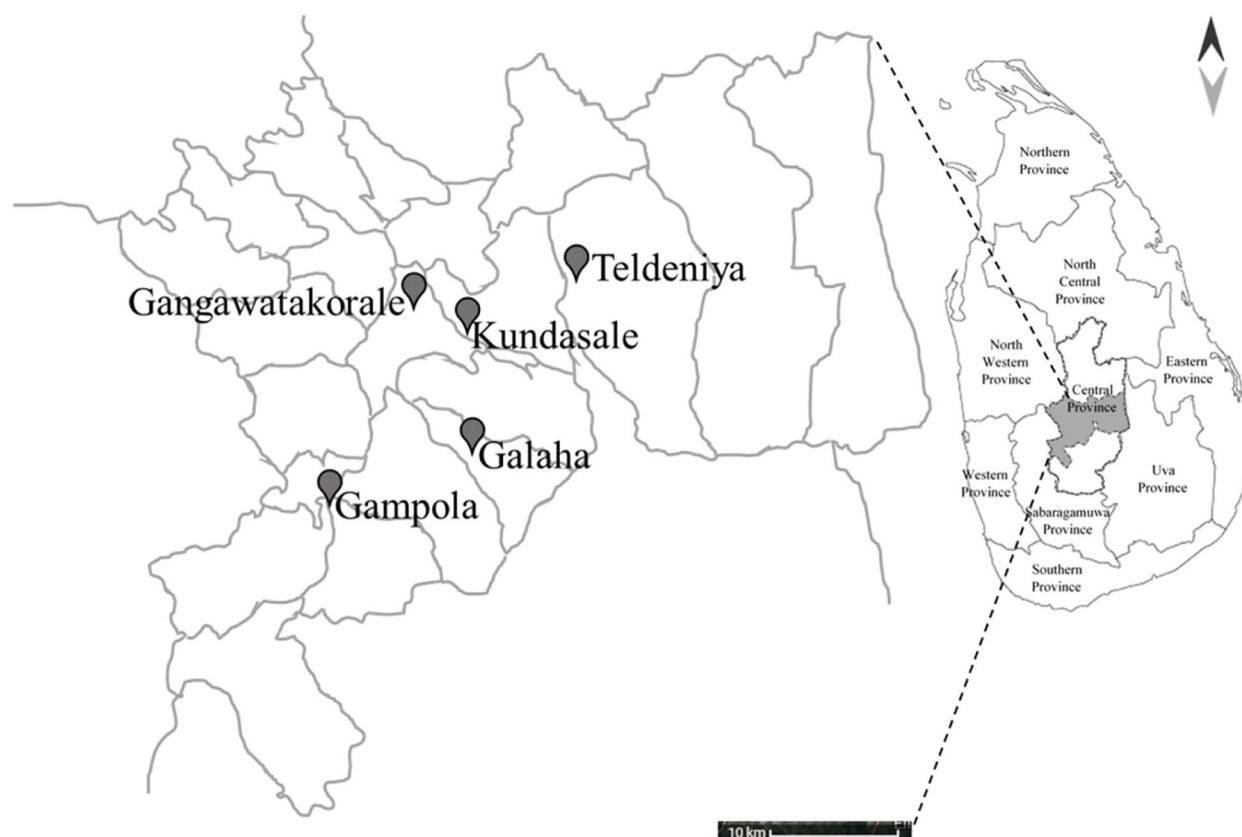 Teldeniya
Gangawatakorale
Kundasale
Galaha
Gampola
Northern
Province
North
Central
Province
North
Western
Province
Eastern
Province
Central
Province
Western
Province
Uva
Province
Sabaragamuwa
Province
Southern
Province
10 km